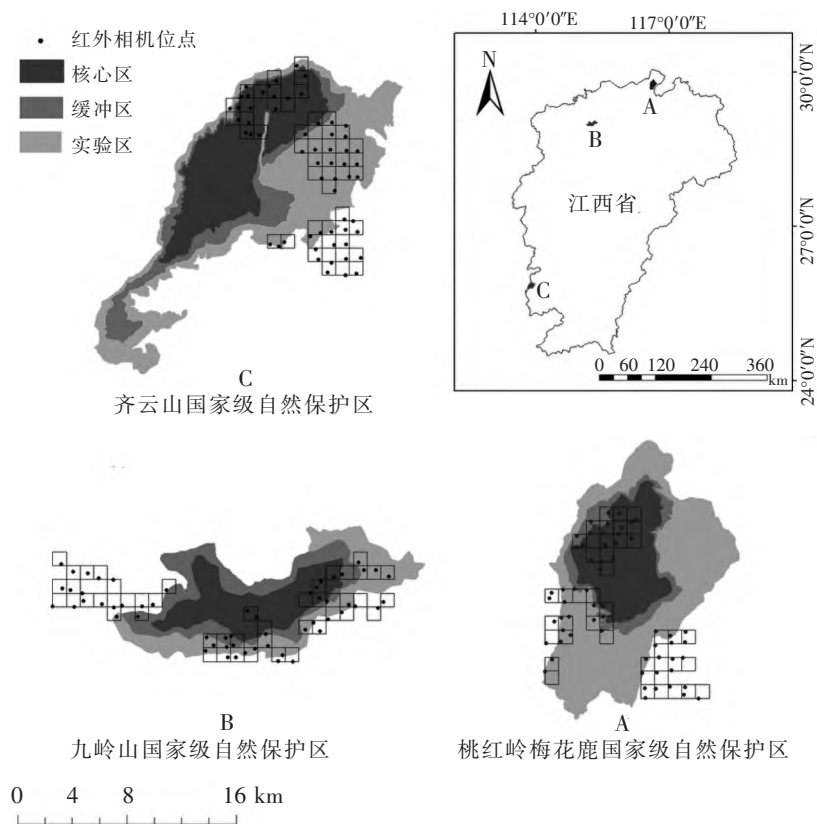 红外相机位点
核心区
缓冲区
实验区
C
齐云山国家级自然保护区
114°0′0″E 117°0′0″E
N
A
B
江西省
C
30°0′0″N
27°0′0″N
24°0′0″N
0 60 120 240 360
km
B
九岭山国家级自然保护区
A
桃红岭梅花鹿国家级自然保护区
0 4 8 16 km